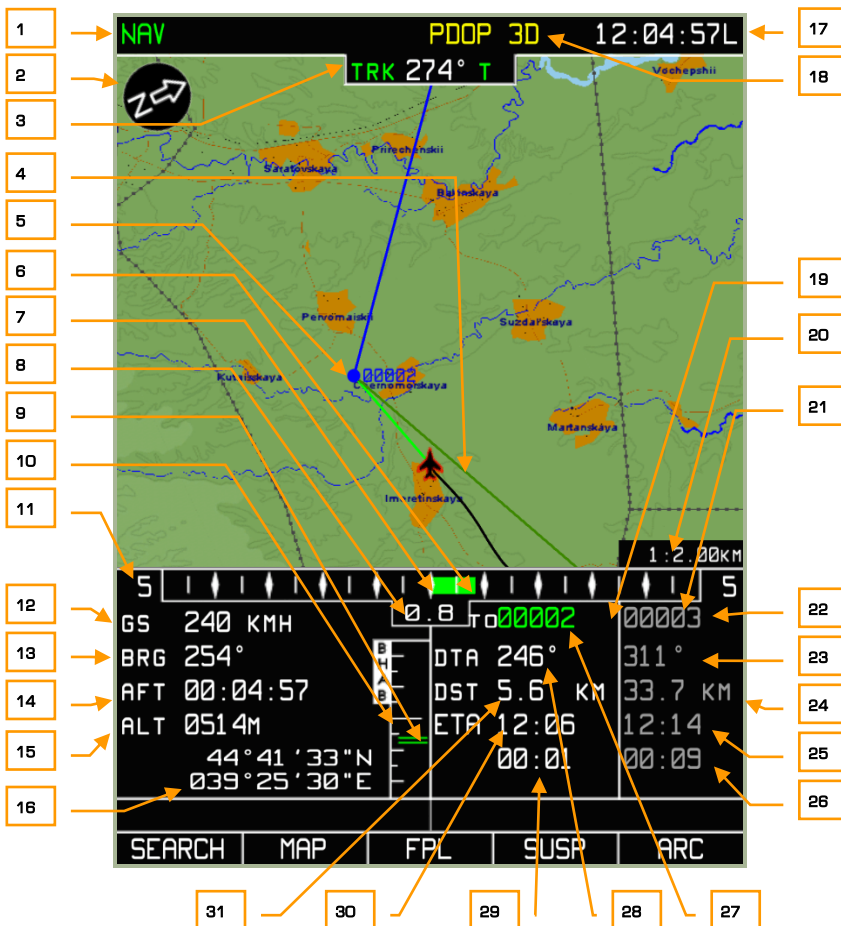 NAV PDOP 3D 12:04:57L
TRK 274° T
N
Vochepshii
Prirechenskii
Saratovskaya
Bakinskaya
Pervomaiskii
Suzdal'skaya
Kutaisskaya
00002
Chernomorskaya
Martanskaya
Imeretinskaya
1:2.00KM
5 5
0.8
GS 240 KMH
TO 00002 00003
BRG 254°
DTA 246° 311°
AFT 00:04:57
DST 5.6 KM 33.7 KM
ALT 0514M
ETA 12:06 12:14
44°41'33"N
00:01 00:09
039°25'30"E
SEARCH MAP FPL SUSP ARC
1
2
3
4
5
6
7
8
9
10
11
12
13
14
15
16
17
18
19
20
21
22
23
24
25
26
31 30 29 28 27